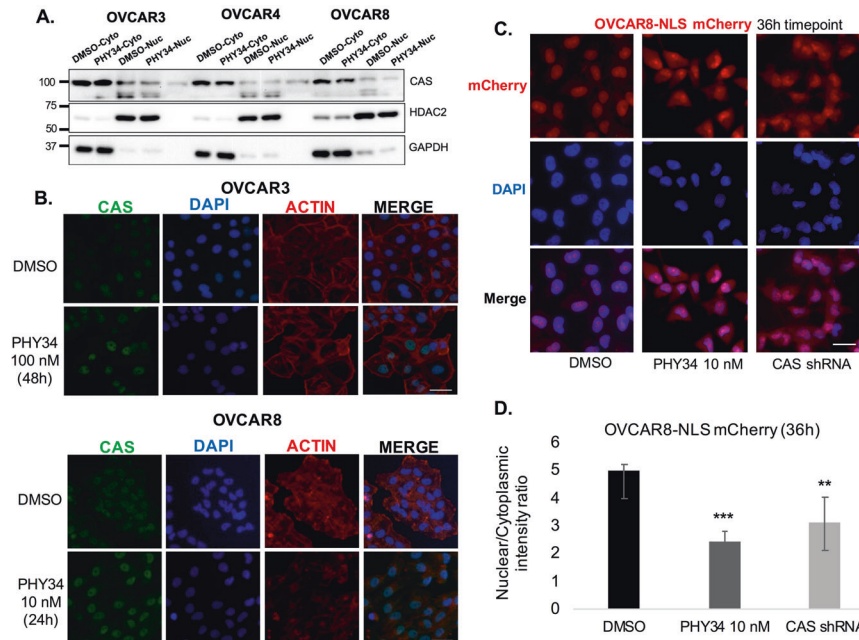 A.
OVCAR3 OVCAR4 OVCAR8
DMSO-Cyto PHY34-Cyto DMSO-Nuc PHY34-Nuc DMSO-Cyto PHY34-Cyto DMSO-Nuc PHY34-Nuc DMSO-Cyto PHY34-Cyto DMSO-Nuc PHY34-Nuc
100 CAS
75 HDAC2
50
37 GAPDH
B.
OVCAR3
CAS DAPI ACTIN MERGE
DMSO
PHY34
100 nM
(48h)
OVCAR8
CAS DAPI ACTIN MERGE
DMSO
PHY34
10 nM
(24h)
C.
OVCAR8-NLS mCherry 36h timepoint
mCherry
DAPI
Merge
DMSO PHY34 10 nM CAS shRNA
D.
OVCAR8-NLS mCherry (36h)
Nuclear/Cytoplasmic
intensity ratio
6
5
4
3
2
1
0
***
**
DMSO PHY34 10 nM CAS shRNA